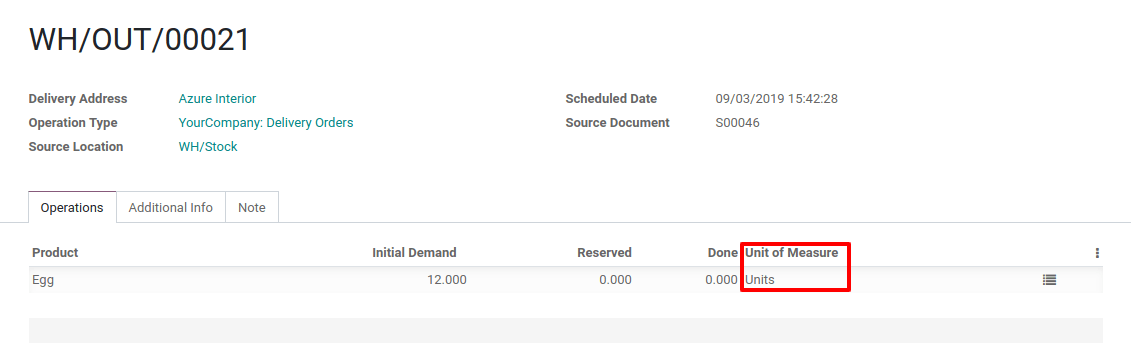 WH/OUT/00021
Delivery Address Azure Interior Scheduled Date 09/03/2019 15:42:28
Operation Type YourCompany: Delivery Orders Source Document S00046
Source Location WH/Stock
Operations Additional Info Note
Product Initial Demand Reserved Done Unit of Measure
Egg 12.000 0.000 0.000 Units